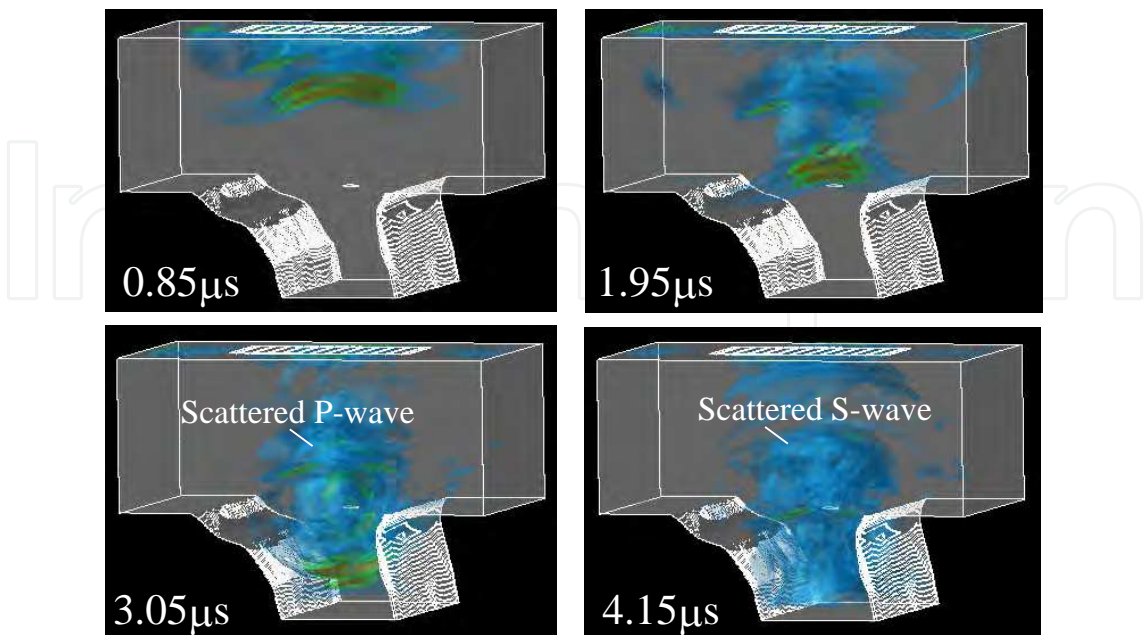 0.85μs
1.95μs
Scattered P-wave
Scattered S-wave
3.05μs
4.15μs